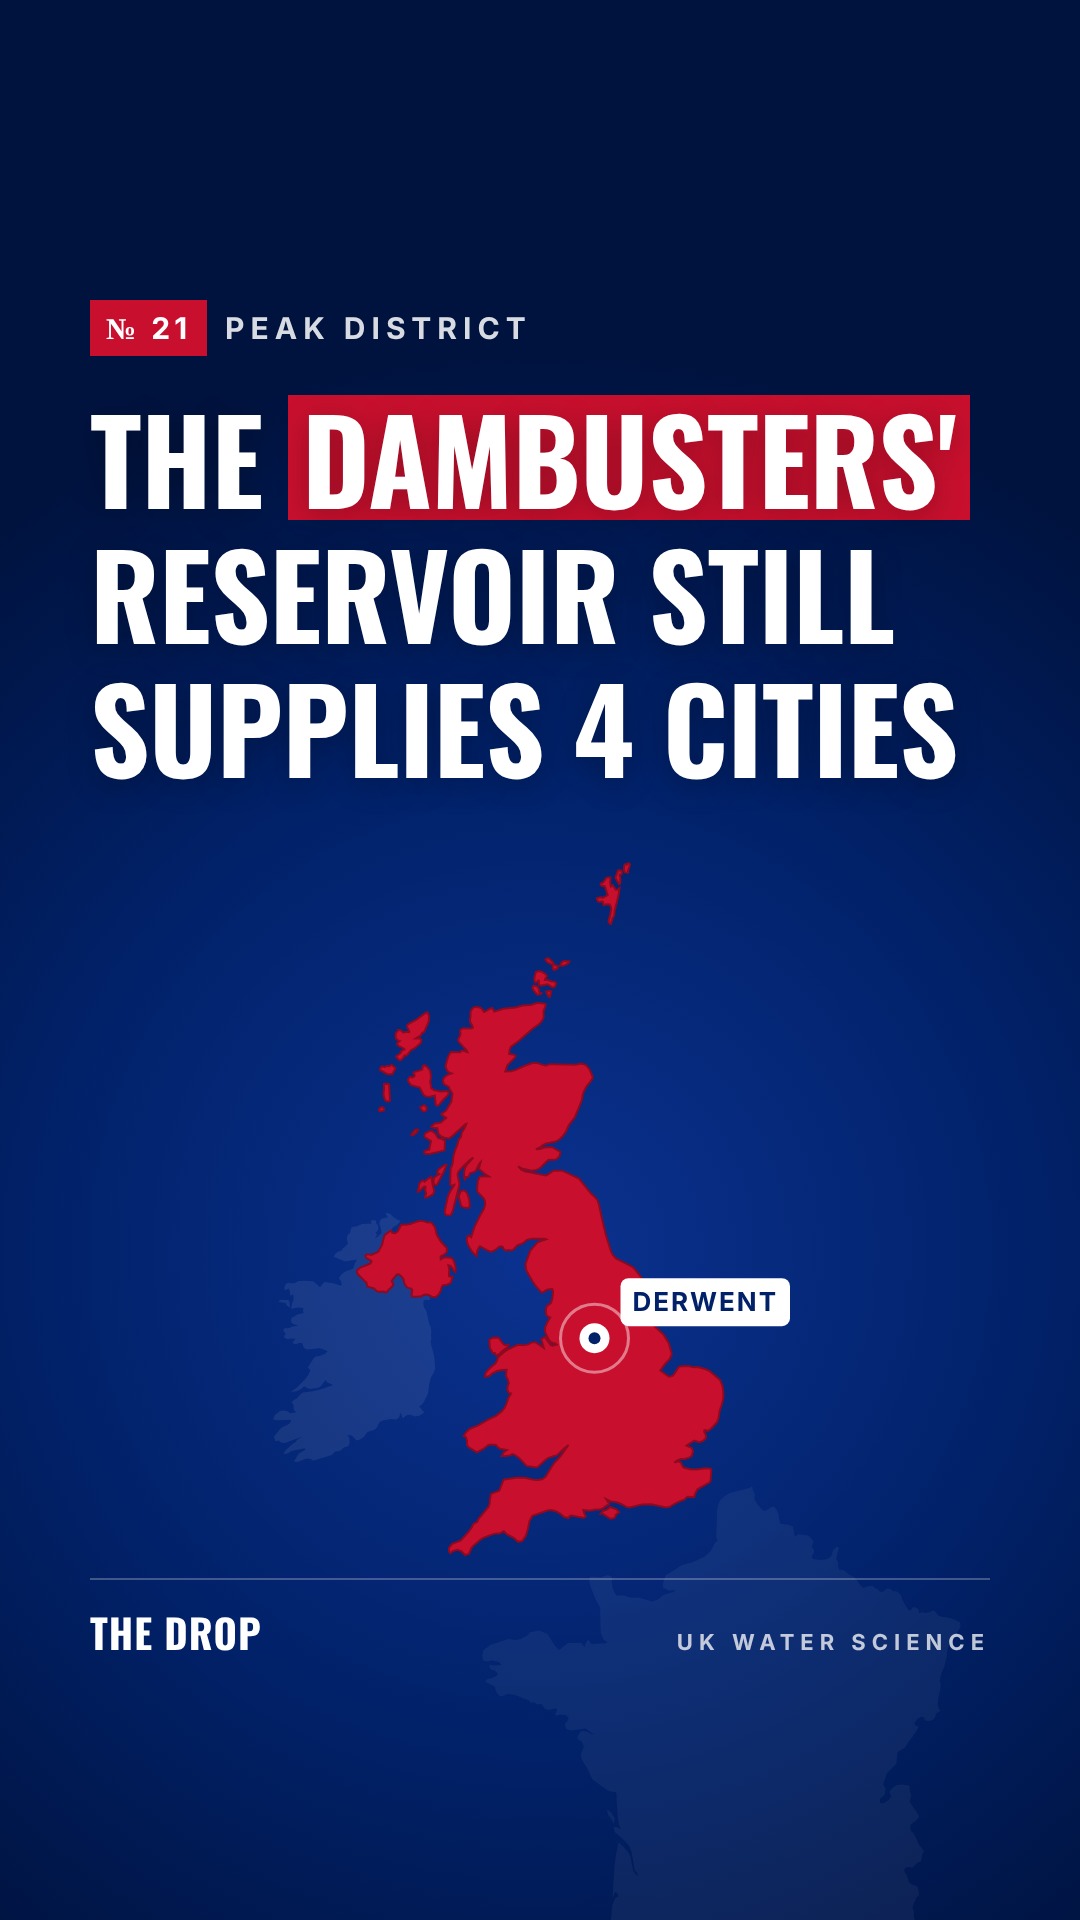 № 21 PEAK DISTRICT
THE DAMBUSTERS'
RESERVOIR STILL
SUPPLIES 4 CITIES
DERWENT
THE DROP
UK WATER SCIENCE